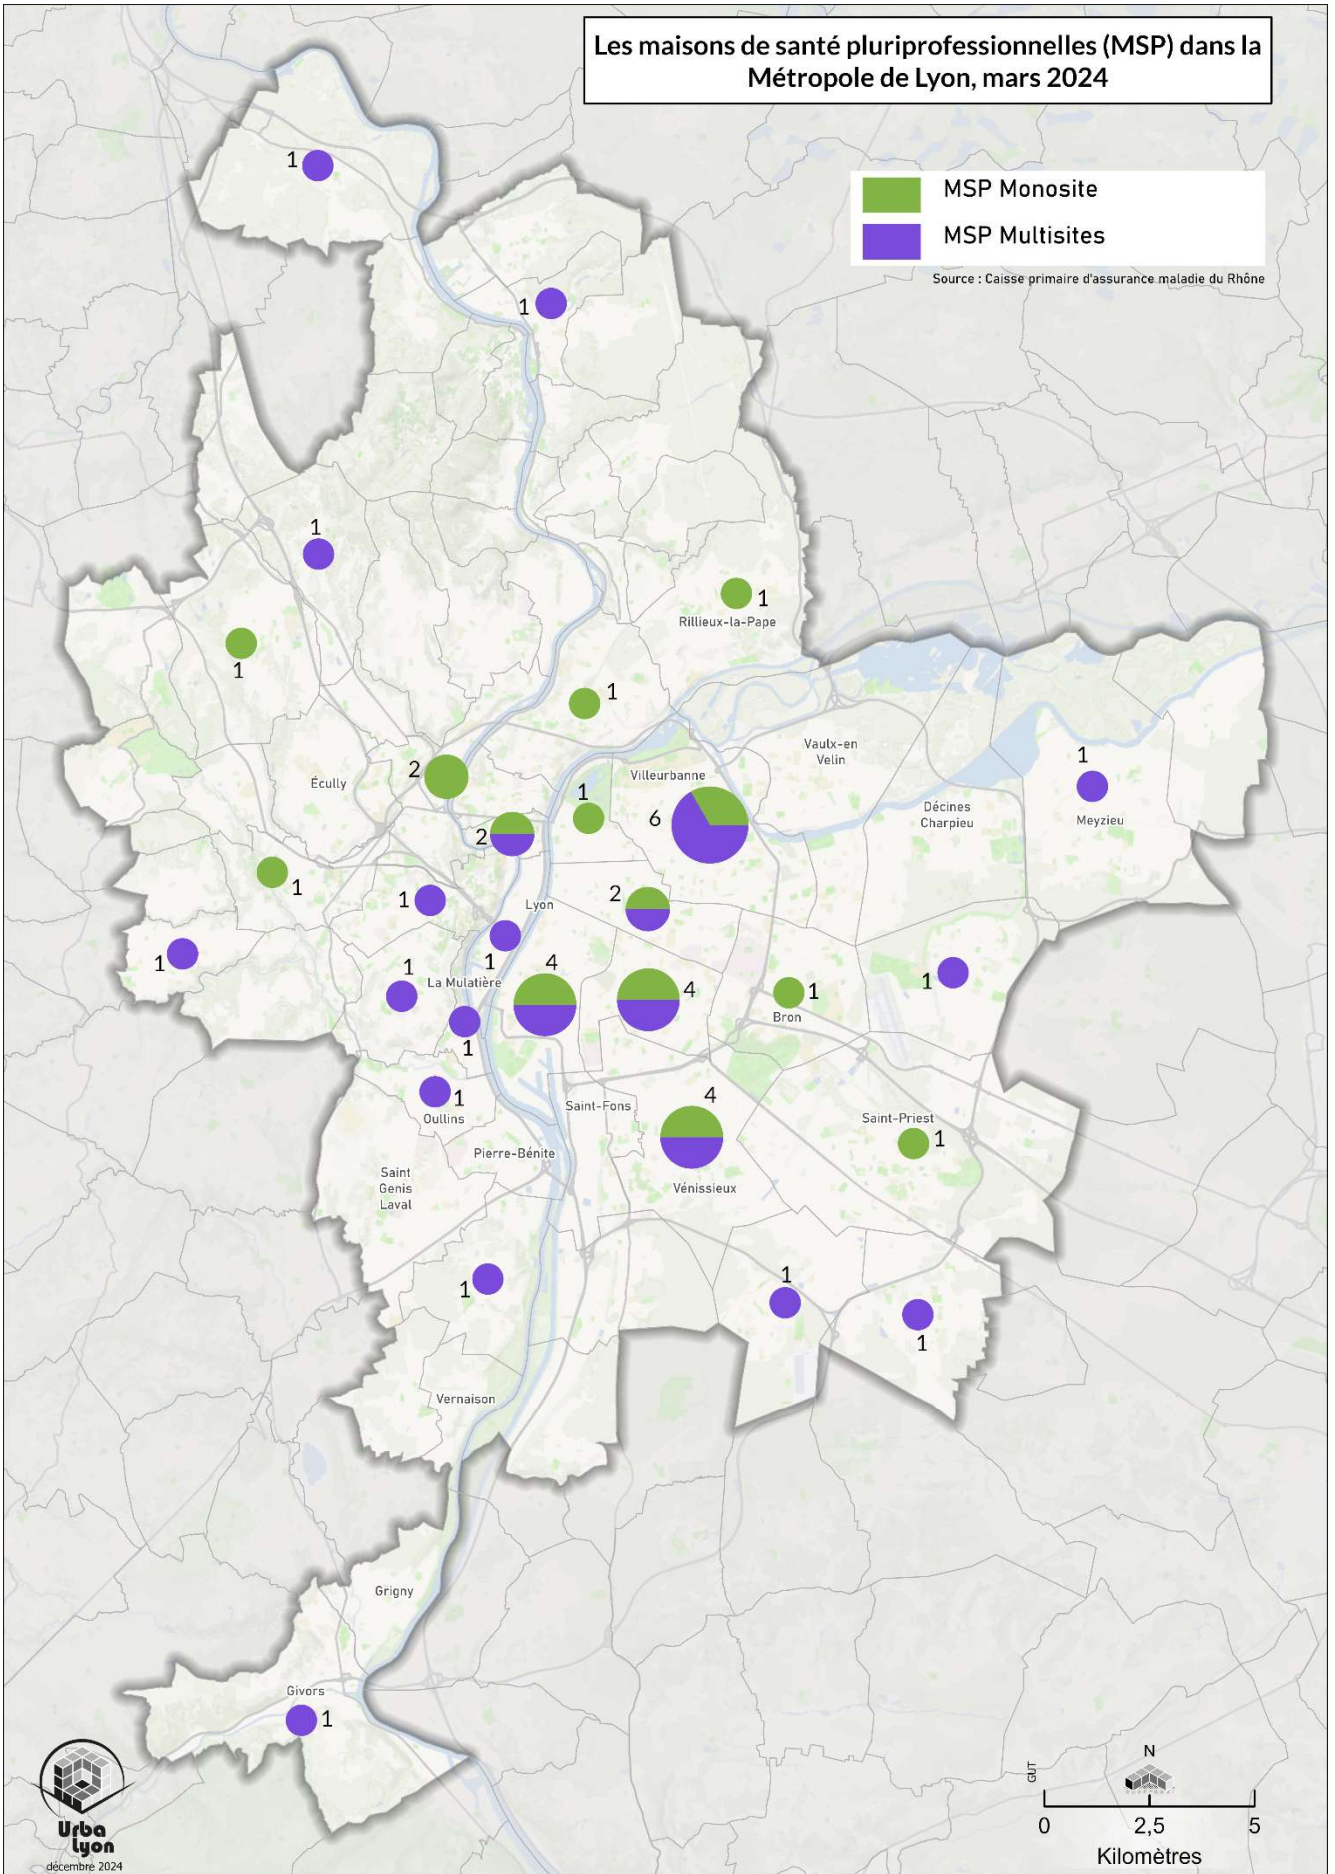 Les maisons de santé pluriprofessionnelles (MSP) dans la
Métropole de Lyon, mars 2024
MSP Monosite
MSP Multisites
Source : Caisse primaire d'assurance maladie du Rhône
1
1
1
1
Rillieux-la-Pape
1
1
Vaulx-en
Velin
Villeurbanne
1
Meyzieu
2
Écully
1
6
Décines
Charpieu
2
1
2
1
Lyon
1
1
1
La Mulatière
1
4
4
1
Bron
1
1
1
Oullins
Saint-Fons
4
Vénissieux
Saint-Priest
1
Pierre-Bénite
Saint
Genis
Laval
1
1
1
Vernaison
Grigny
Givors
1
Urba
Lyon
décembre 2024
GUT
N
0
2,5
5
Kilomètres